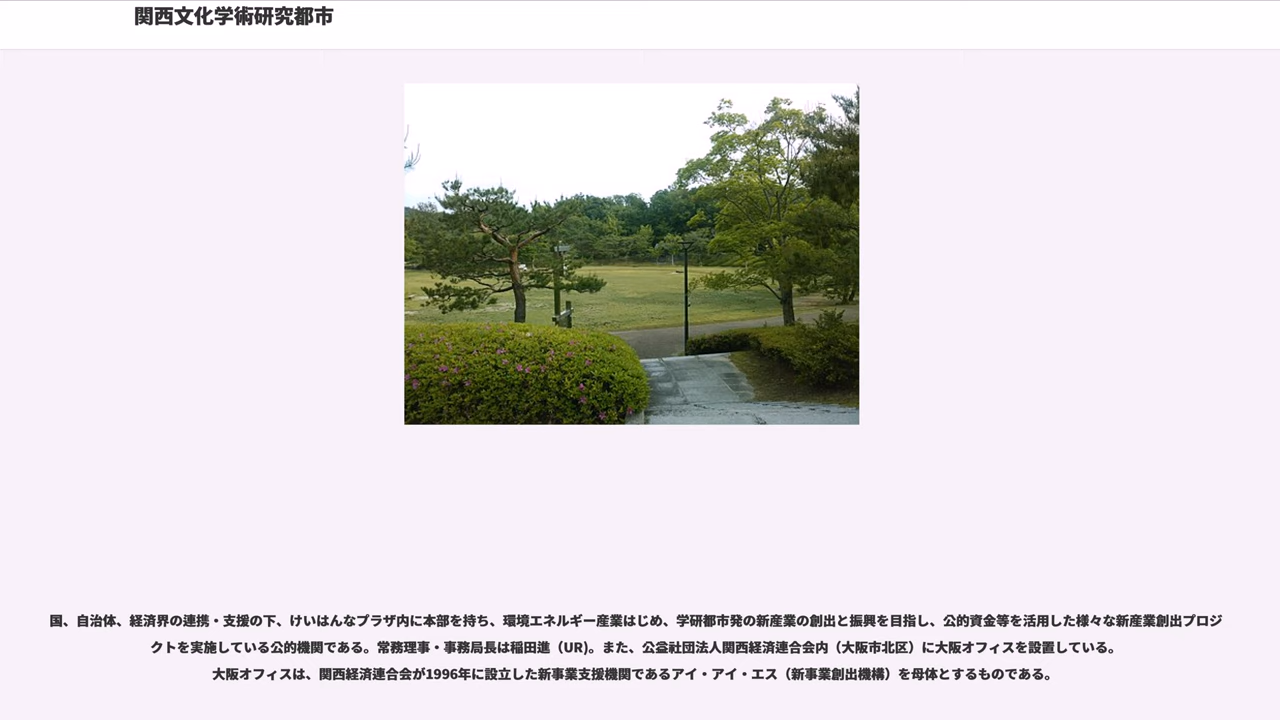 関西文化学術研究都市
国、自治体、経済界の連携・支援の下、けいはんなプラザ内に本部を持ち、環境エネルギー産業はじめ、学研都市発の新産業の創出と振興を目指し、公的資金等を活用した様々な新産業創出プロジ
クトを実施している公的機関である。常務理事・事務局長は稲田進（UR)。また、公益社団法人関西経済連合会内（大阪市北区）に大阪オフィスを設置している。
大阪オフィスは、関西経済連合会が1996年に設立した新事業支援機関であるアイ・アイ・エス（新事業創出機構）を母体とするものである。